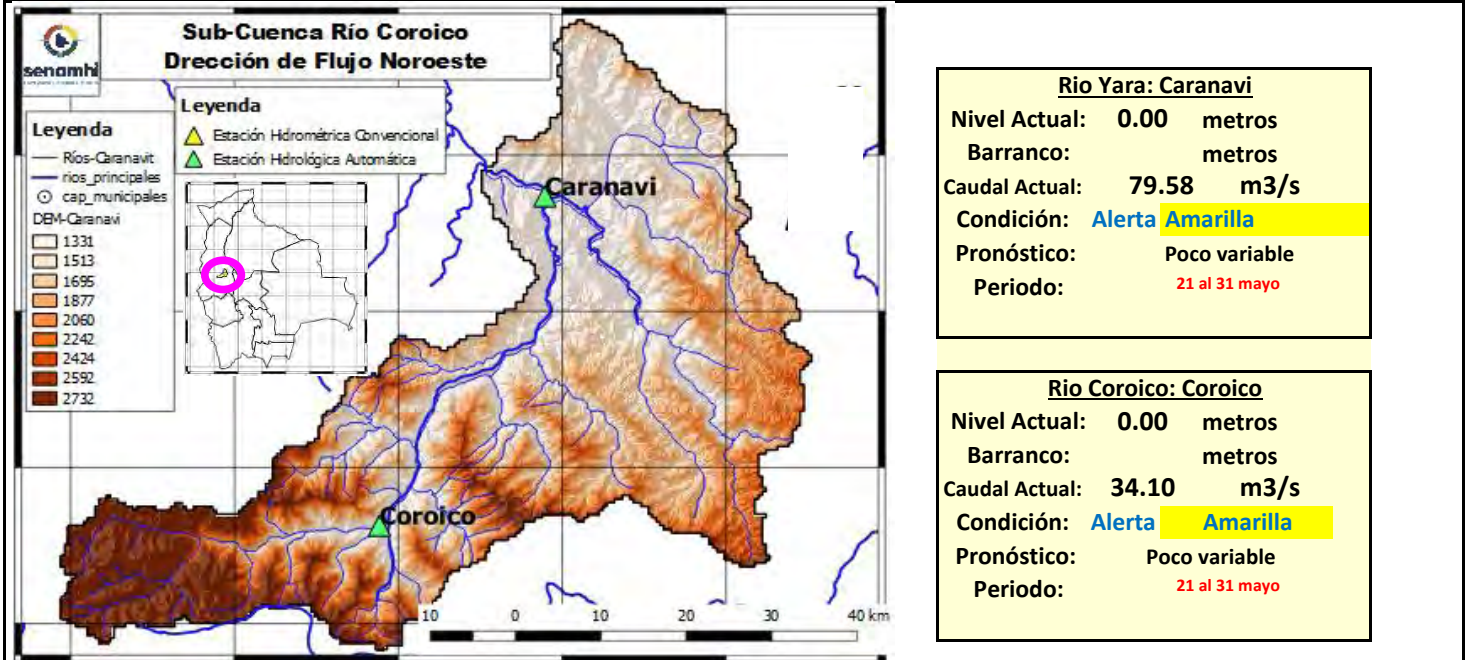 senamhi
Sub-Cuenca Río Coroico
Drección de Flujo Noroeste
Leyenda
Estación Hidrométrica Convencional
Estación Hidrológica Automática
Leyenda
Ríos-Caranavit
rios_principales
cap_municipales
DEM-Caranavi
1331
1513
1695
1877
2060
2242
2424
2592
2732
Caranavi
Coroico
10 0 10 20 30 40 km
Rio Yara: Caranavi
Nivel Actual: 0.00 metros
Barranco: metros
Caudal Actual: 79.58 m3/s
Condición: Alerta Amarilla
Pronóstico: Poco variable
Periodo: 21 al 31 mayo
Rio Coroico: Coroico
Nivel Actual: 0.00 metros
Barranco: metros
Caudal Actual: 34.10 m3/s
Condición: Alerta Amarilla
Pronóstico: Poco variable
Periodo: 21 al 31 mayo